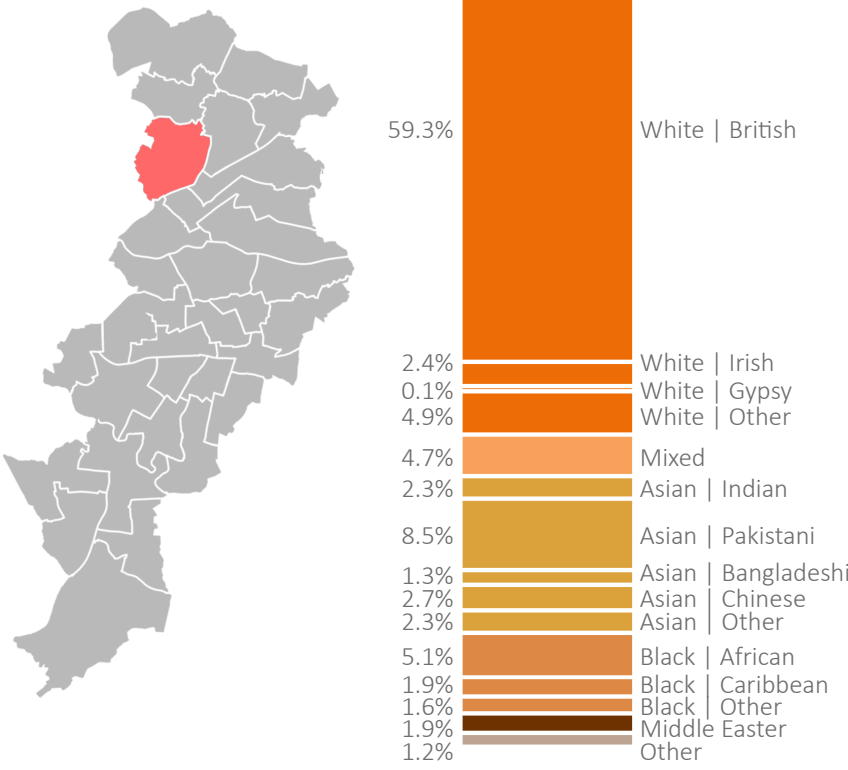 59.3% White | British
2.4% White | Irish
0.1% White | Gypsy
4.9% White | Other
4.7% Mixed
2.3% Asian | Indian
8.5% Asian | Pakistani
1.3% Asian | Bangladeshi
2.7% Asian | Chinese
2.3% Asian | Other
5.1% Black | African
1.9% Black | Caribbean
1.6% Black | Other
1.9% Middle Easter
1.2% Other